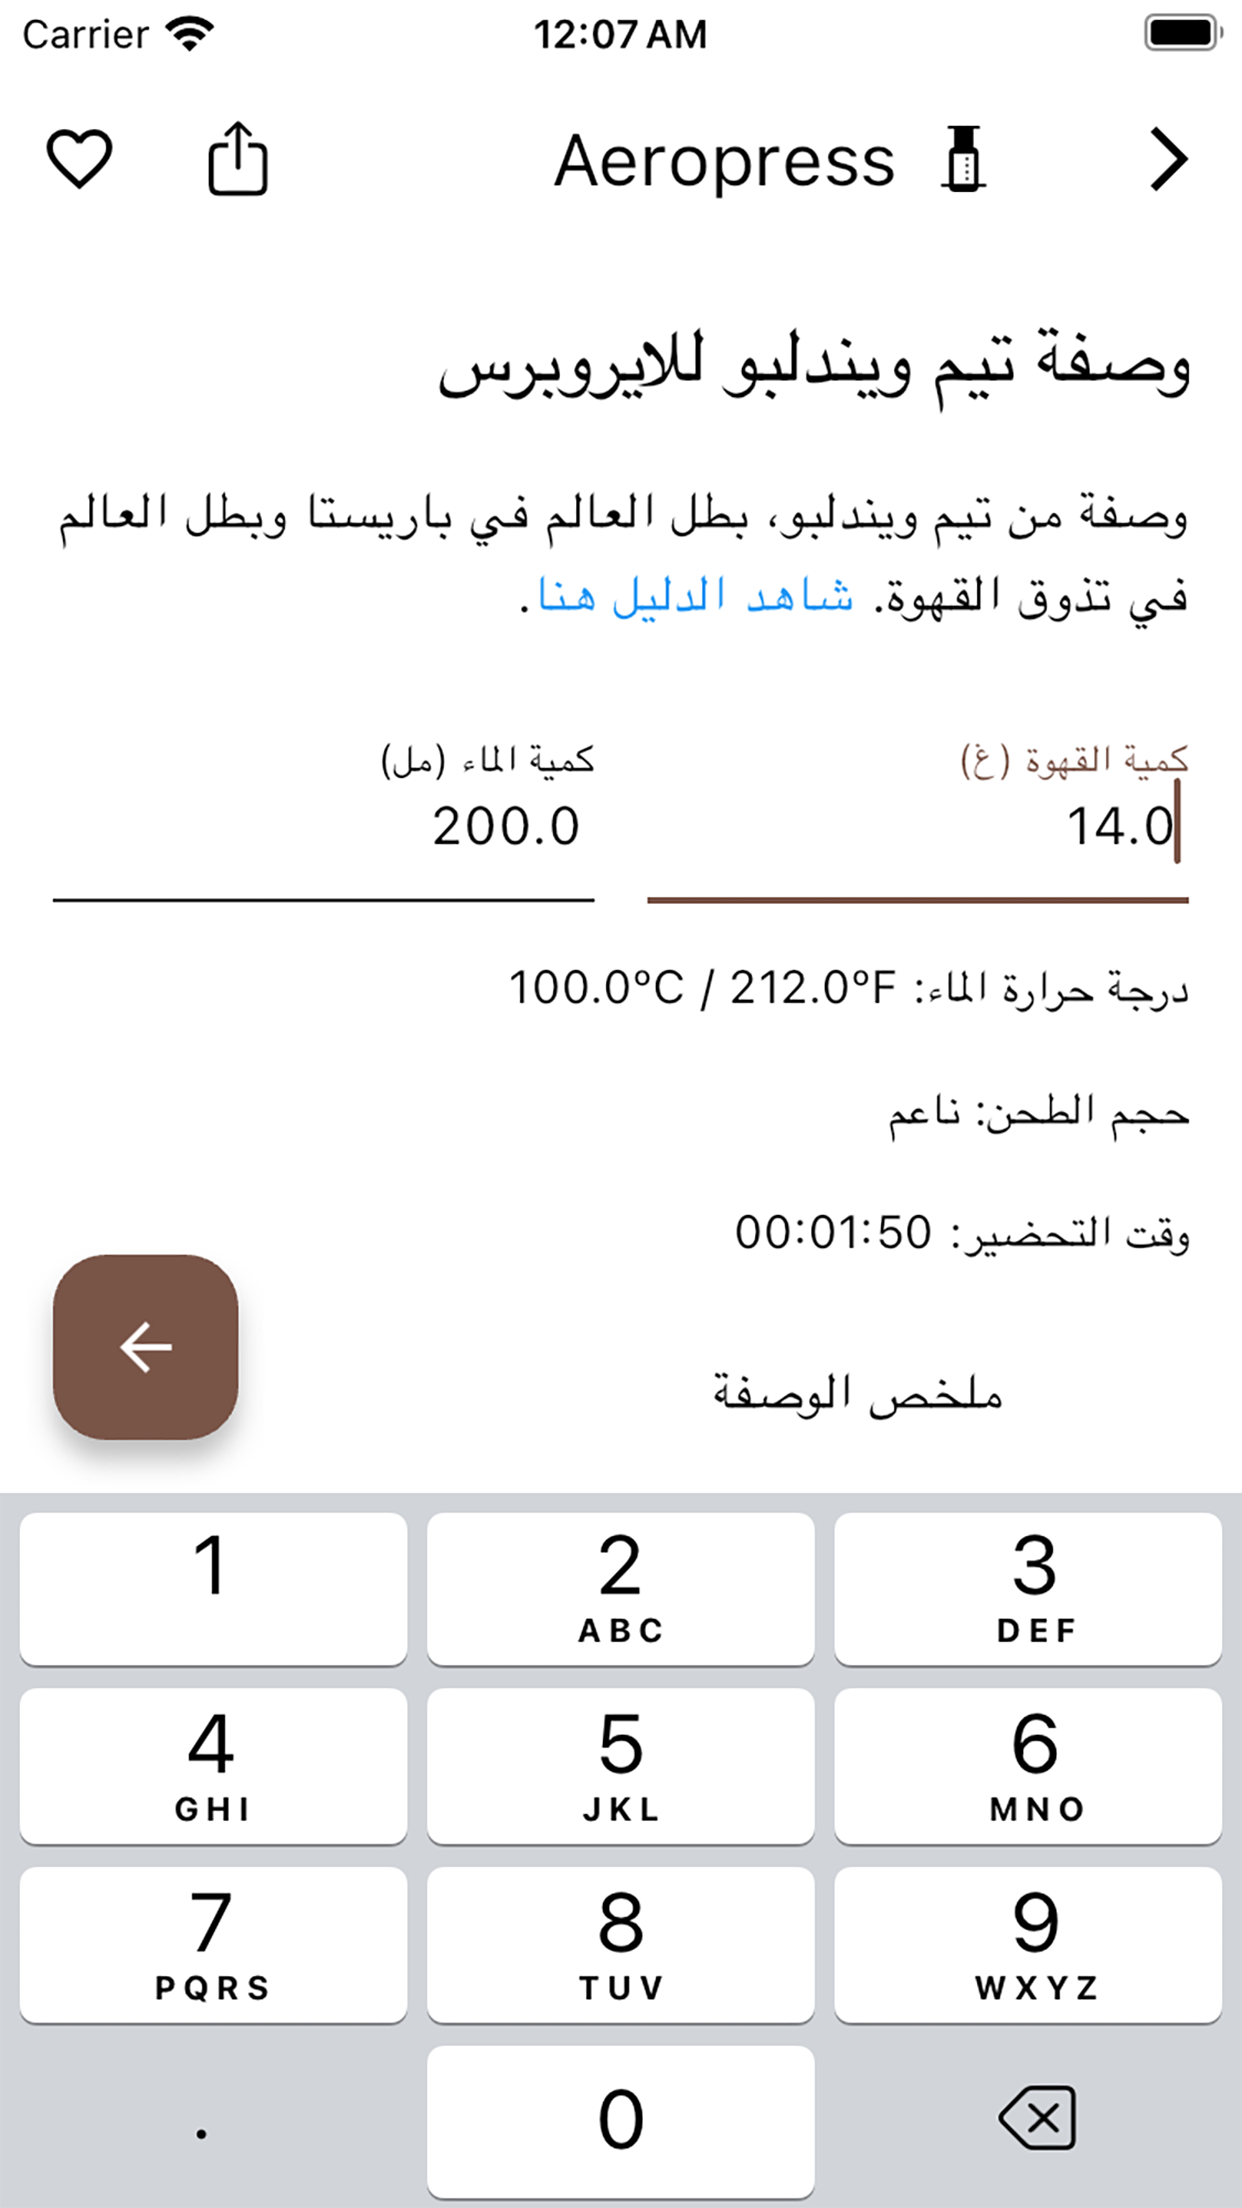 Carrier 12:07 AM
Aeropress
وصفة تيم ويندلبو للايروبرس
وصفة من تيم ويندلبو، بطل العالم في باريستا وبطل العالم
في تذوق القهوة. شاهد الدليل هنا.
كمية القهوة (غ)
14.0
كمية الماء (مل)
200.0
درجة حرارة الماء: 100.0ºC / 212.0ºF
حجم الطحن: ناعم
وقت التحضير: 00:01:50
ملخص الوصفة
1
2
ABC
3
DEF
4
GHI
5
JKL
6
MNO
7
PQRS
8
TUV
9
WXYZ
.
0